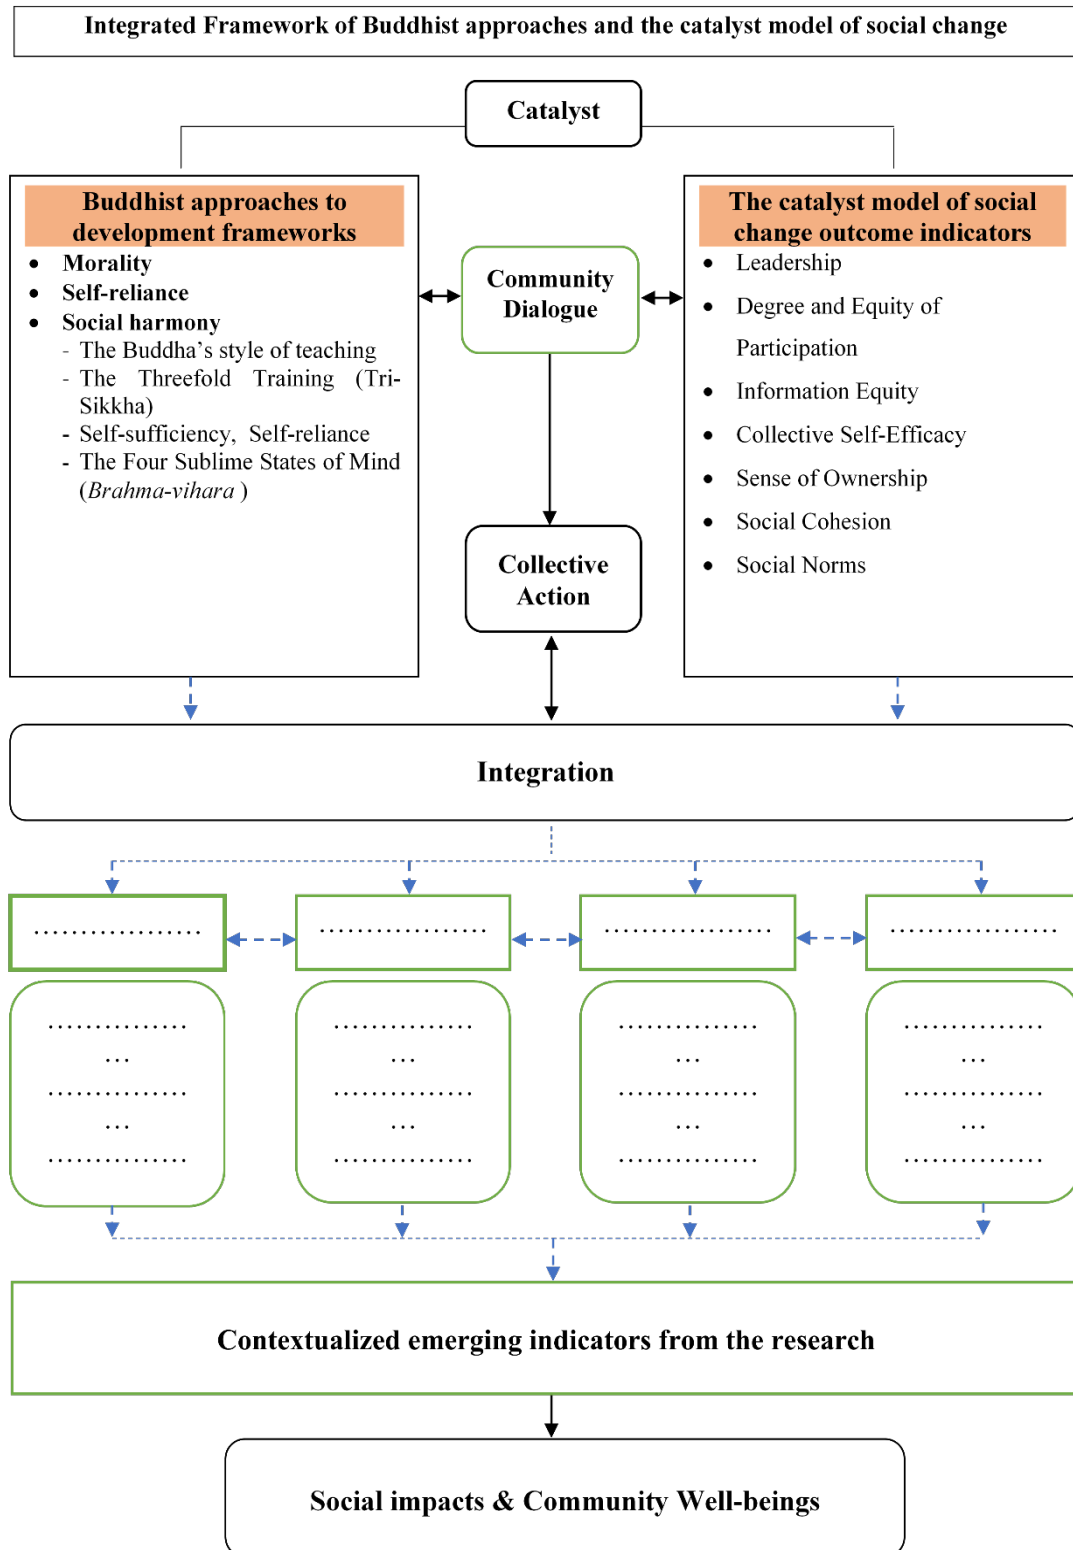 Integrated Framework of Buddhist approaches and the catalyst model of social change
Catalyst
Buddhist approaches to
development frameworks
• Morality
• Self-reliance
• Social harmony
- The Buddha’s style of teaching
- The Threefold Training (Tri-
Sikkha)
- Self-sufficiency, Self-reliance
- The Four Sublime States of Mind
(Brahma-vihara )
Community
Dialogue
Collective
Action
The catalyst model of social
change outcome indicators
• Leadership
• Degree and Equity of
Participation
• Information Equity
• Collective Self-Efficacy
• Sense of Ownership
• Social Cohesion
• Social Norms
Integration
.................. .................. .................. ..................
............... ............... ............... ...............
... ... ... ...
............... ............... ............... ...............
... ... ... ...
............... ............... ............... ...............
Contextualized emerging indicators from the research
Social impacts & Community Well-beings